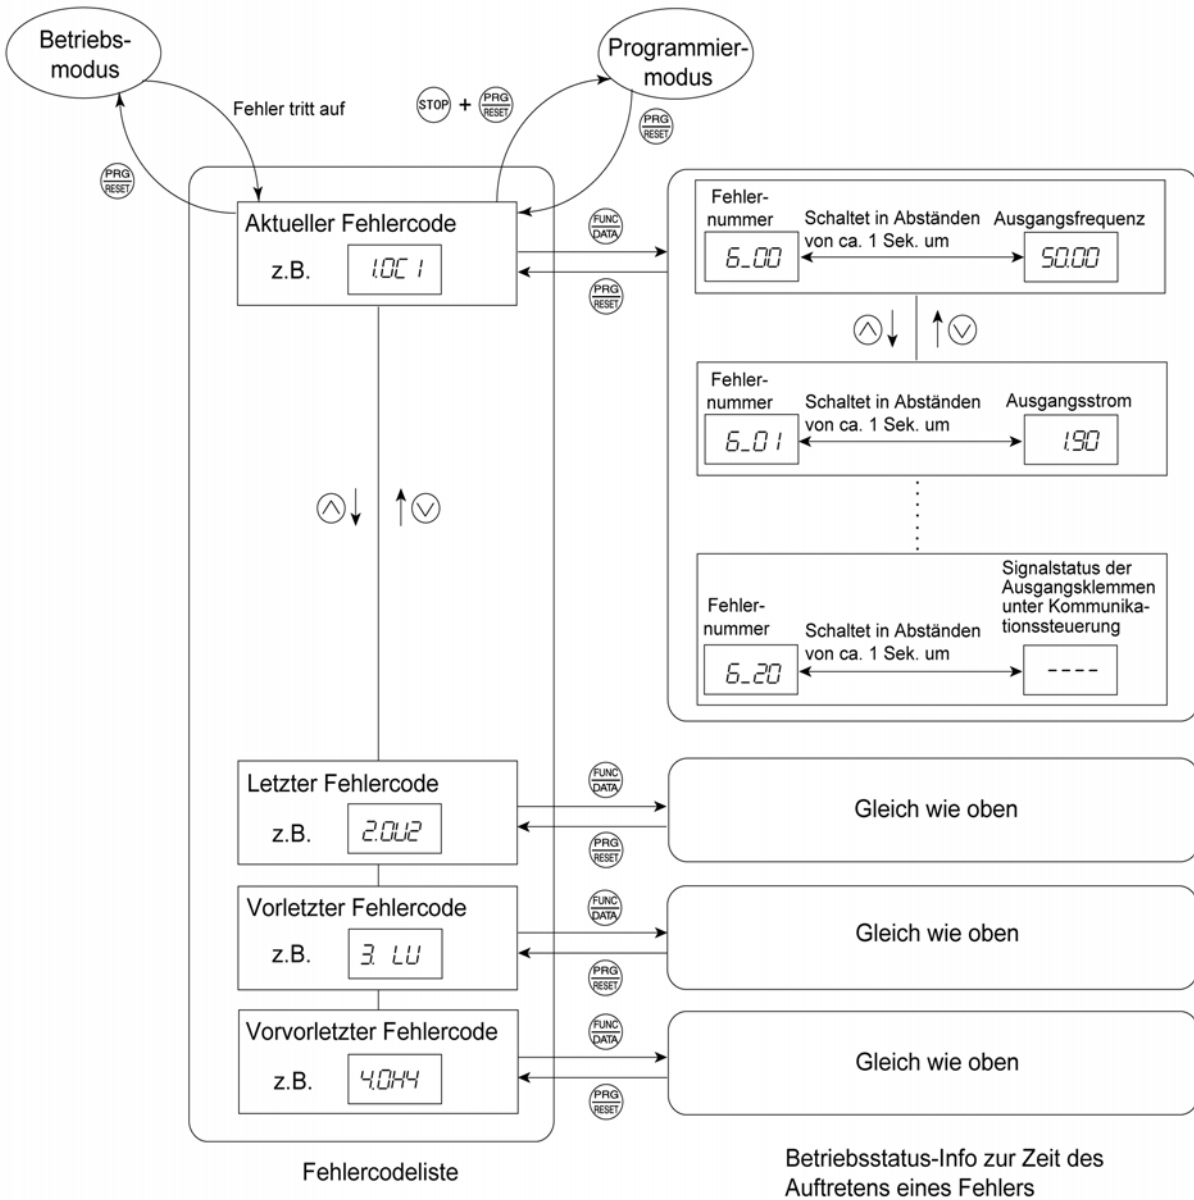 Betriebs-
modus
Programmier-
modus
Fehler tritt auf
STOP + PRG
RESET
PRG
RESET
PRG
RESET
Aktueller Fehlercode
z.B. 1.0C1
FUNC
DATA
PRG
RESET
Fehler-
nummer
Schaltet in Abständen
von ca. 1 Sek. um
Ausgangsfrequenz
6_00
50.00
Fehler-
nummer
Schaltet in Abständen
von ca. 1 Sek. um
Ausgangsstrom
6_01
1.90
Fehler-
nummer
Schaltet in Abständen
von ca. 1 Sek. um
Signalstatus der
Ausgangsklemmen
unter Kommunika-
tionssteuerung
6_20
----
Letzter Fehlercode
z.B. 2.0U2
FUNC
DATA
PRG
RESET
Gleich wie oben
Vorletzter Fehlercode
z.B. 3. LU
FUNC
DATA
PRG
RESET
Gleich wie oben
Vorvorletzter Fehlercode
z.B. 4.0H4
FUNC
DATA
PRG
RESET
Gleich wie oben
Fehlercodeliste
Betriebsstatus-Info zur Zeit des
Auftretens eines Fehlers